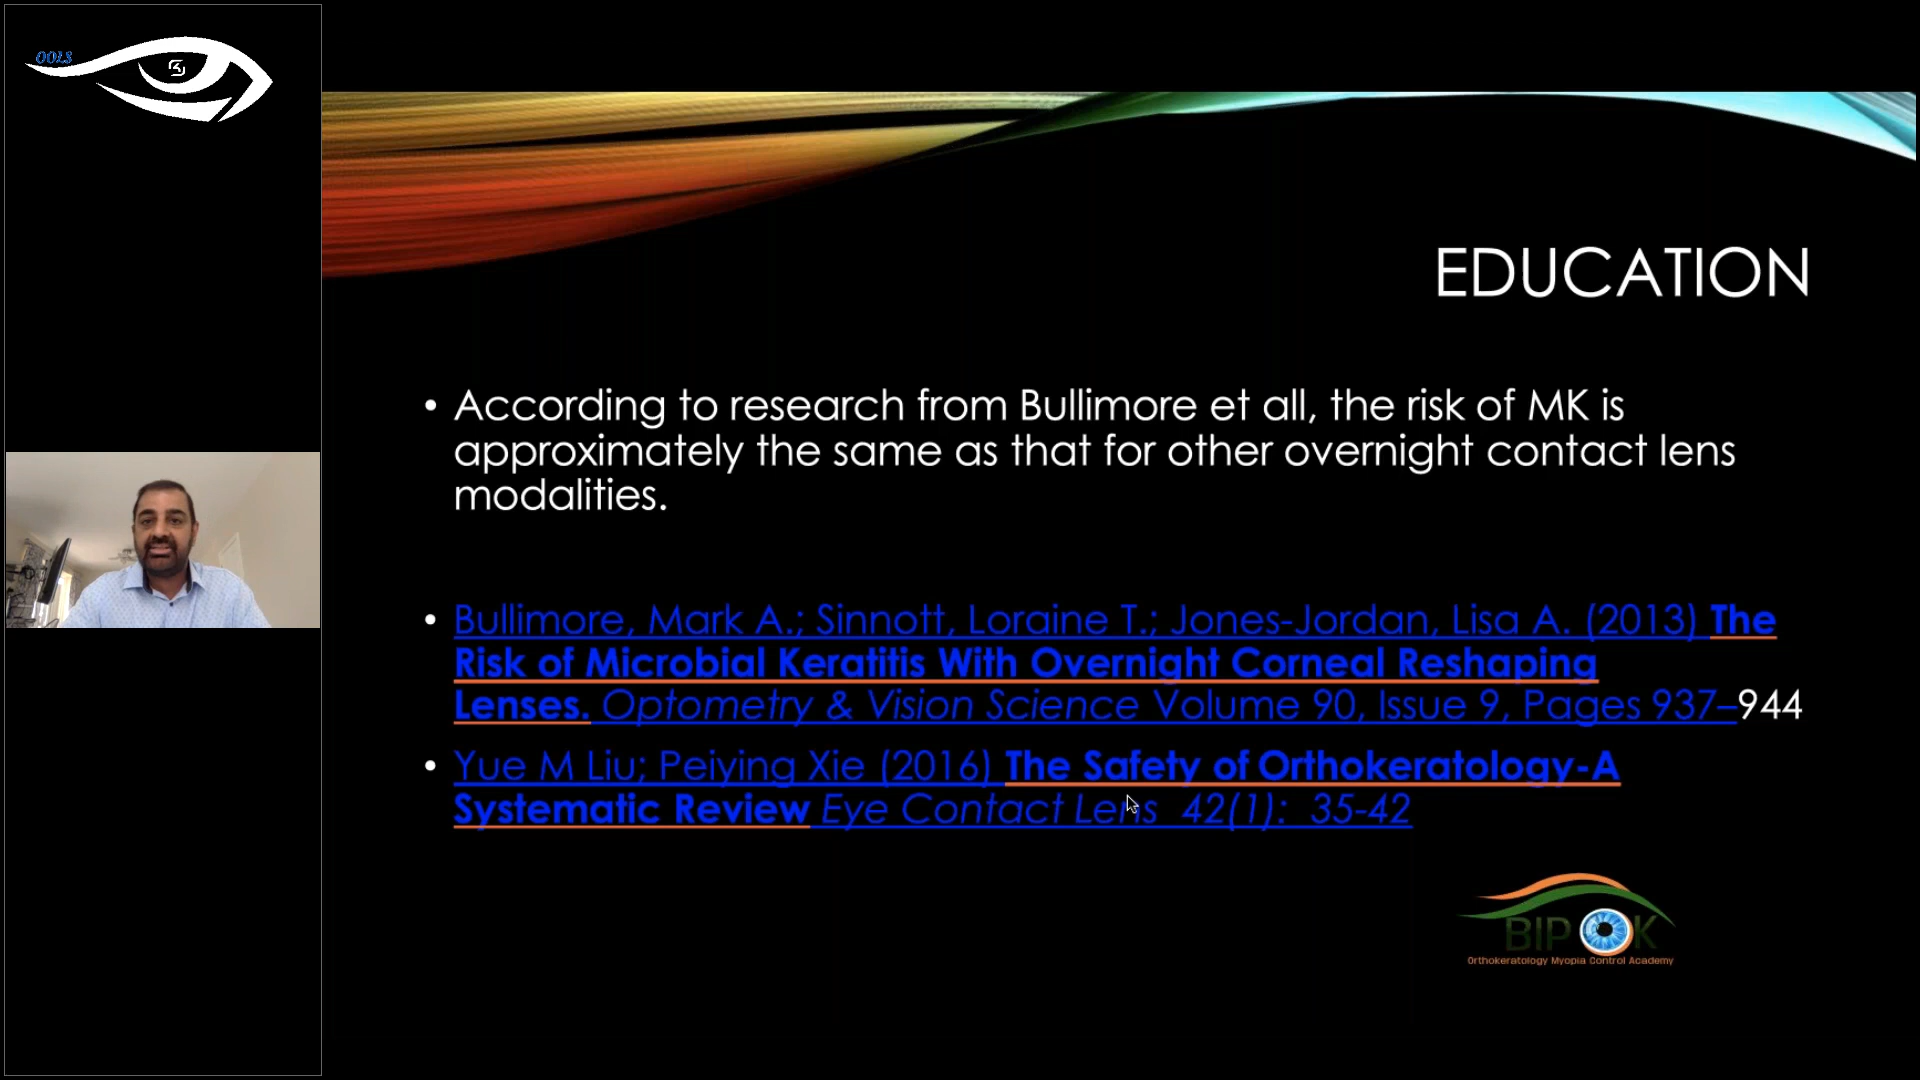 OOLS
EDUCATION
• According to research from Bullimore et all, the risk of MK is
approximately the same as that for other overnight contact lens
modalities.
• Bullimore, Mark A.; Sinnott, Loraine T.; Jones-Jordan, Lisa A. (2013) The
Risk of Microbial Keratitis With Overnight Corneal Reshaping
Lenses. Optometry & Vision Science Volume 90, Issue 9, Pages 937–944
• Yue M Liu; Peiying Xie (2016) The Safety of Orthokeratology-A
Systematic Review Eye Contact Lens 42(1): 35-42
BIPOK
Orthokeratology Myopia Control Academy